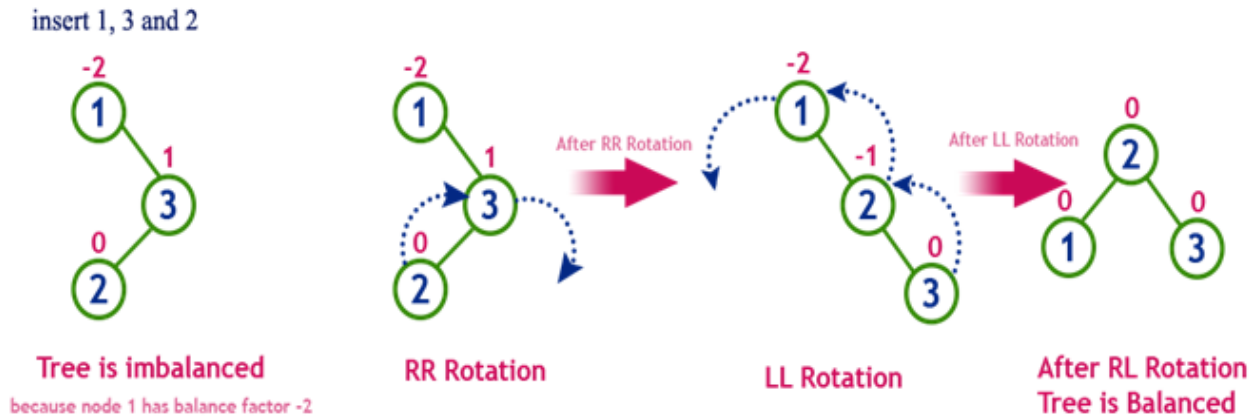 insert 1, 3 and 2
-2
1
1
3
0
2
Tree is imbalanced
because node 1 has balance factor -2
-2
1
1
3
0
2
RR Rotation
After RR Rotation
-2
1
-1
2
0
3
LL Rotation
After LL Rotation
0
2
0
1
0
3
After RL Rotation
Tree is Balanced